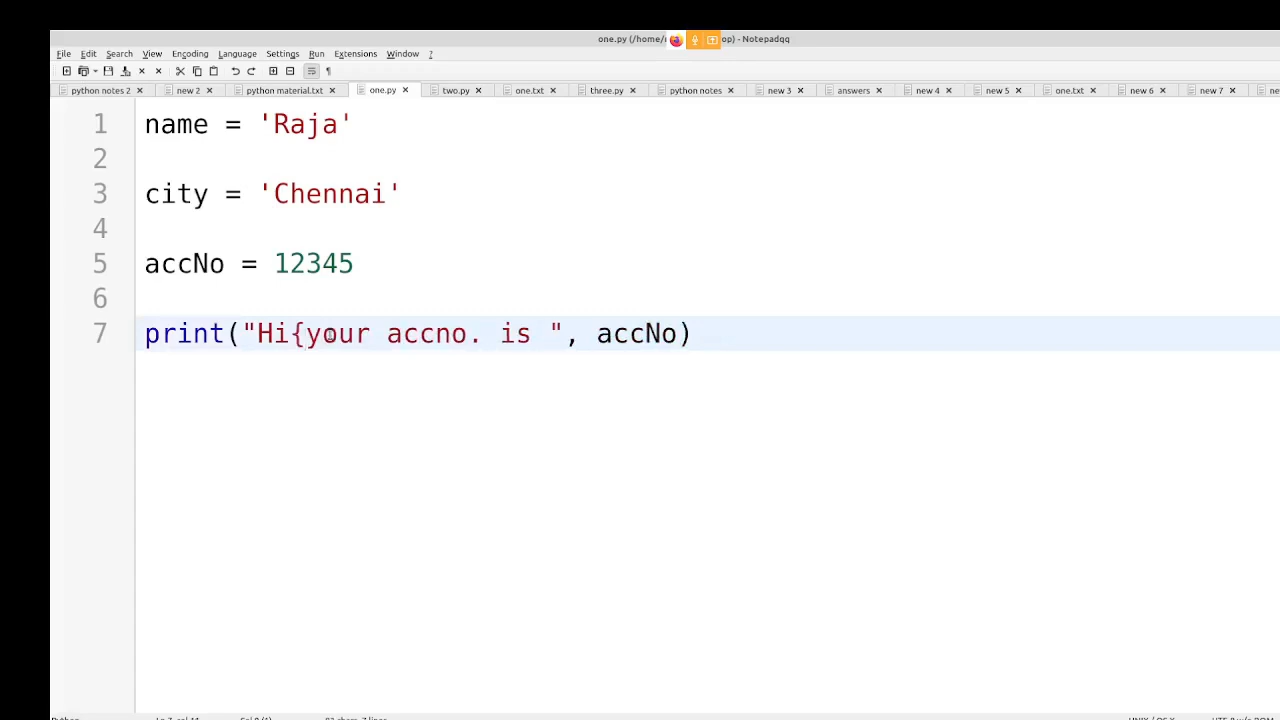 one.py (/home/r op) - Notepadqq
File Edit Search View Encoding Language Settings Run Extensions Window ?
python notes 2 new 2 python material.txt one.py two.py one.txt three.py python notes new 3 answers new 4 new 5 one.txt new 6 new 7
1 name = 'Raja'
2
3 city = 'Chennai'
4
5 accNo = 12345
6
7 print("Hi{your accno. is ", accNo)